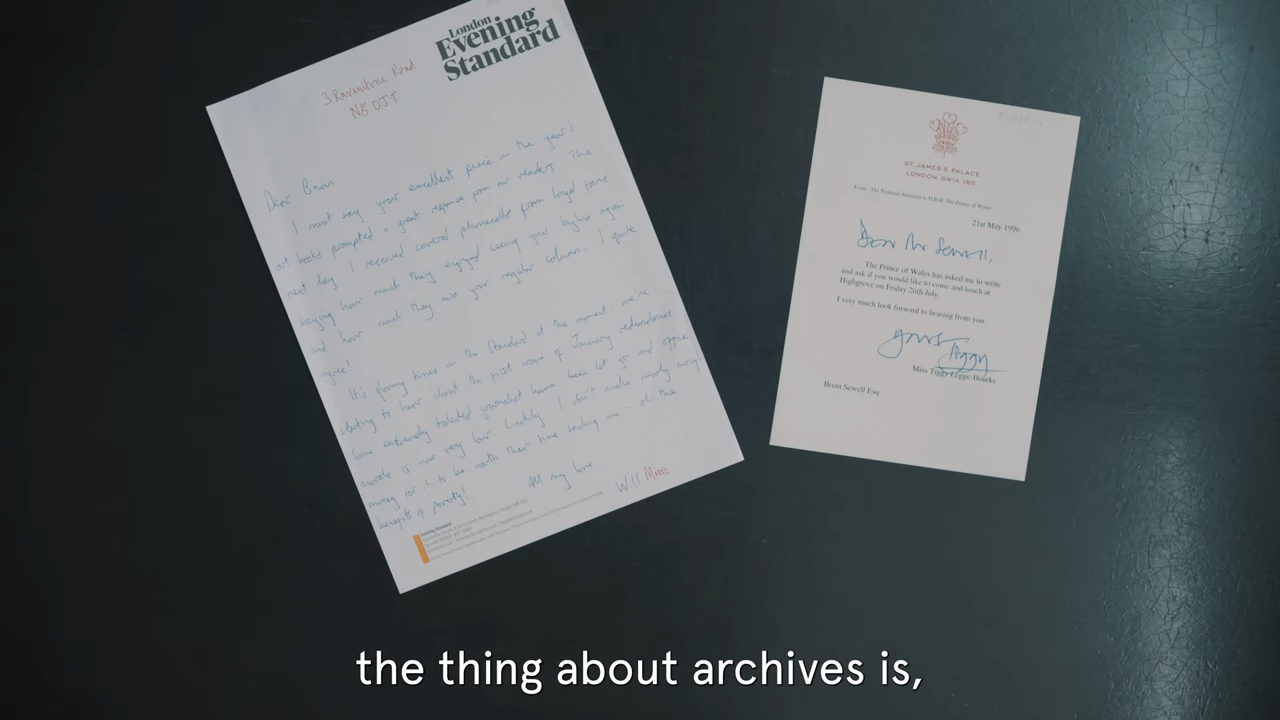 London
Evening
Standard
3 Ravenstone Road
N8 0JT
Dear Brian,
I must say your excellent piece on the year's
art books prompted a great response from our readers. The
next day I received several phonecalls from loyal fans
saying how much they enjoyed seeing your byline again
and how much they miss your regular column. I quite
agree!
It's gloomy times on the Standard at the moment - we're
starting to hear about the first wave of January redundancies.
Some extremely talented journalists have been let go and office
morale is now very low. Luckily I don't make nearly enough
money for it to be worth their time sacking me - oh the
benefits of poverty!
All my love
Will
Evening Standard
ST. JAMES'S PALACE
LONDON SW1A 1BS
From: The Personal Assistant to H.R.H. The Prince of Wales
21st May 1996
Dear Mr Sewell,
The Prince of Wales has asked me to write
and ask if you would like to come and lunch at
Highgrove on Friday 26th July.
I very much look forward to hearing from you.
Yours
Tiggy
Miss Tiggy Legge-Bourke
Brian Sewell Esq
the thing about archives is,